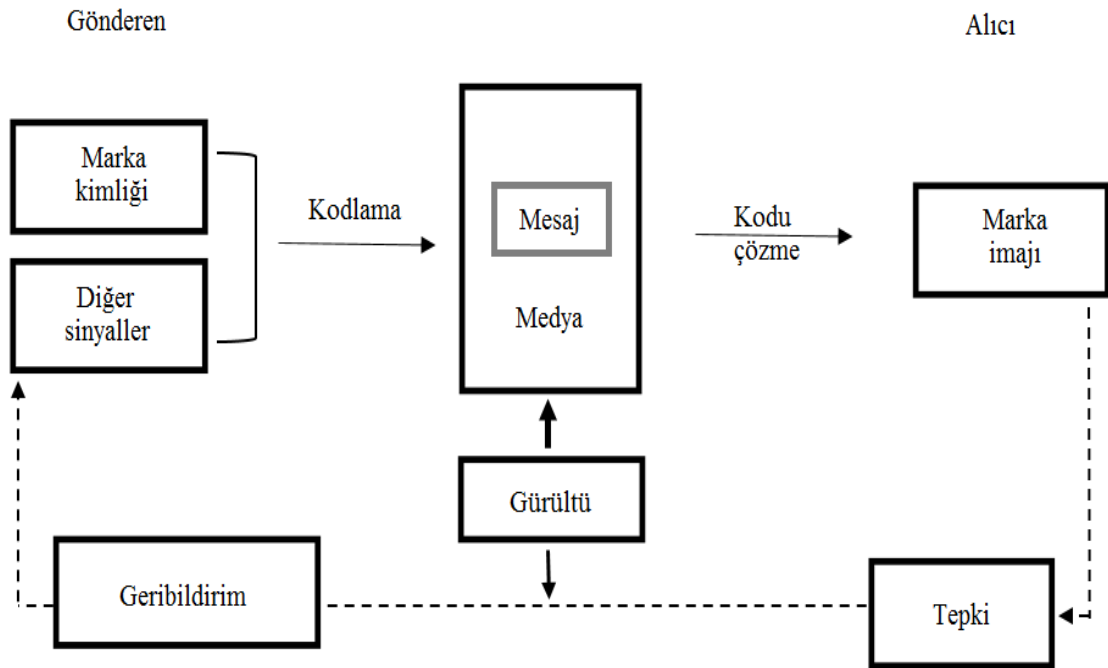 Gönderen
Alıcı
Marka
kimliği
Diğer
sinyaller
Kodlama
Mesaj
Medya
Kodu
çözme
Marka
imajı
Gürültü
Geribildirim
Tepki